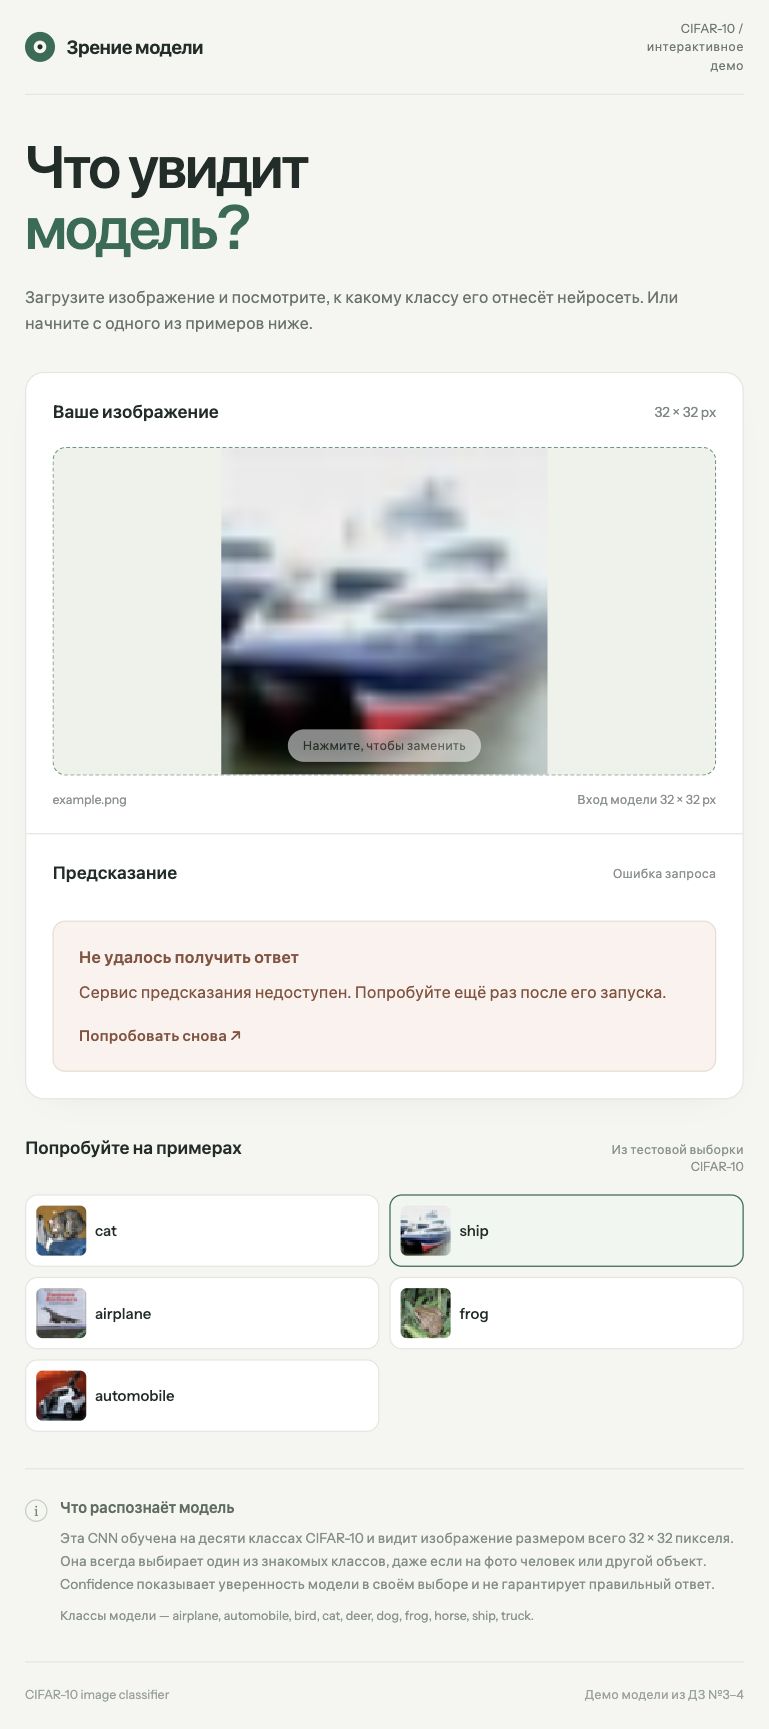 Зрение модели
CIFAR-10 /
интерактивное
демо
Что увидит
модель?
Загрузите изображение и посмотрите, к какому классу его отнесёт нейросеть. Или
начните с одного из примеров ниже.
Ваше изображение
32 × 32 px
Нажмите, чтобы заменить
example.png
Вход модели 32 × 32 px
Предсказание
Ошибка запроса
Не удалось получить ответ
Сервис предсказания недоступен. Попробуйте ещё раз после его запуска.
Попробовать снова ↗
Попробуйте на примерах
Из тестовой выборки
CIFAR-10
cat
ship
airplane
frog
automobile
i
Что распознаёт модель
Эта CNN обучена на десяти классах CIFAR-10 и видит изображение размером всего 32 × 32 пикселя.
Она всегда выбирает один из знакомых классов, даже если на фото человек или другой объект.
Confidence показывает уверенность модели в своём выборе и не гарантирует правильный ответ.
Классы модели — airplane, automobile, bird, cat, deer, dog, frog, horse, ship, truck.
CIFAR-10 image classifier
Демо модели из ДЗ №3–4